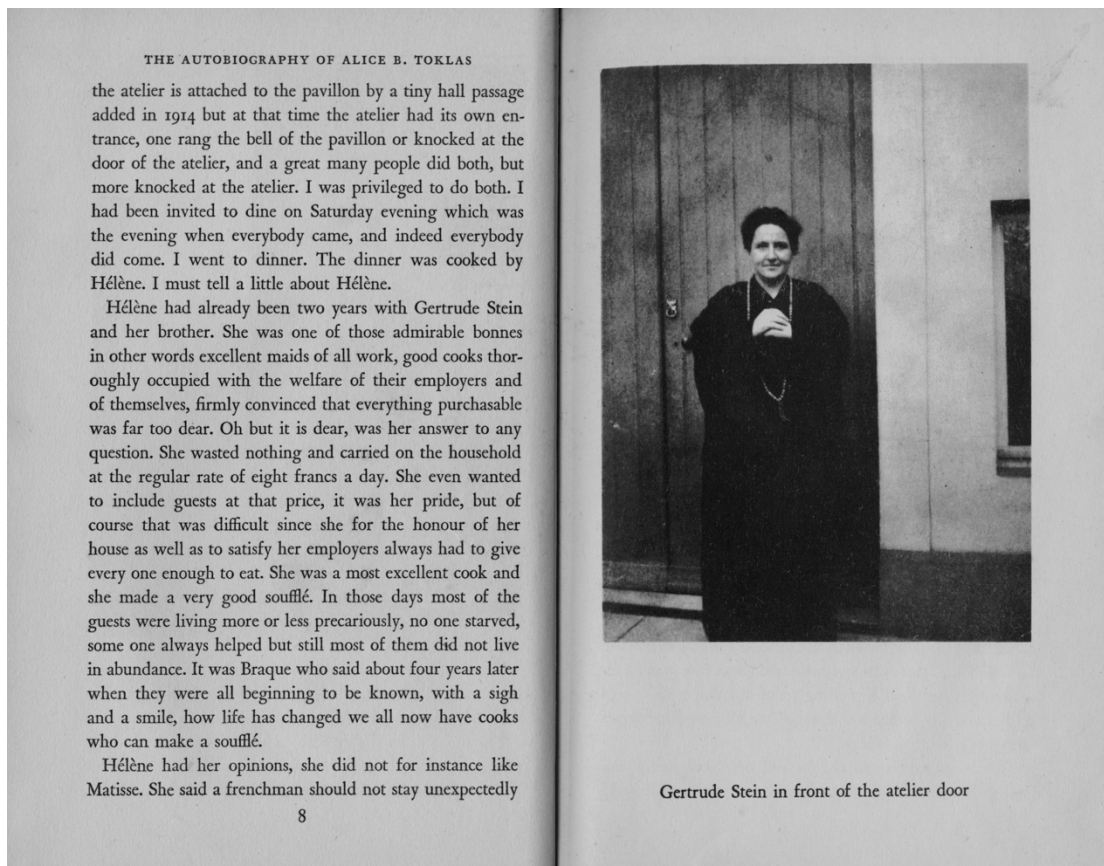 THE AUTOBIOGRAPHY OF ALICE B. TOKLAS
the atelier is attached to the pavillon by a tiny hall passage
added in 1914 but at that time the atelier had its own en-
trance, one rang the bell of the pavillon or knocked at the
door of the atelier, and a great many people did both, but
more knocked at the atelier. I was privileged to do both. I
had been invited to dine on Saturday evening which was
the evening when everybody came, and indeed everybody
did come. I went to dinner. The dinner was cooked by
Hélène. I must tell a little about Hélène.
Hélène had already been two years with Gertrude Stein
and her brother. She was one of those admirable bonnes
in other words excellent maids of all work, good cooks thor-
oughly occupied with the welfare of their employers and
of themselves, firmly convinced that everything purchasable
was far too dear. Oh but it is dear, was her answer to any
question. She wasted nothing and carried on the household
at the regular rate of eight francs a day. She even wanted
to include guests at that price, it was her pride, but of
course that was difficult since she for the honour of her
house as well as to satisfy her employers always had to give
every one enough to eat. She was a most excellent cook and
she made a very good soufflé. In those days most of the
guests were living more or less precariously, no one starved,
some one always helped but still most of them did not live
in abundance. It was Braque who said about four years later
when they were all beginning to be known, with a sigh
and a smile, how life has changed we all now have cooks
who can make a soufflé.
Hélène had her opinions, she did not for instance like
Matisse. She said a frenchman should not stay unexpectedly
8
Gertrude Stein in front of the atelier door